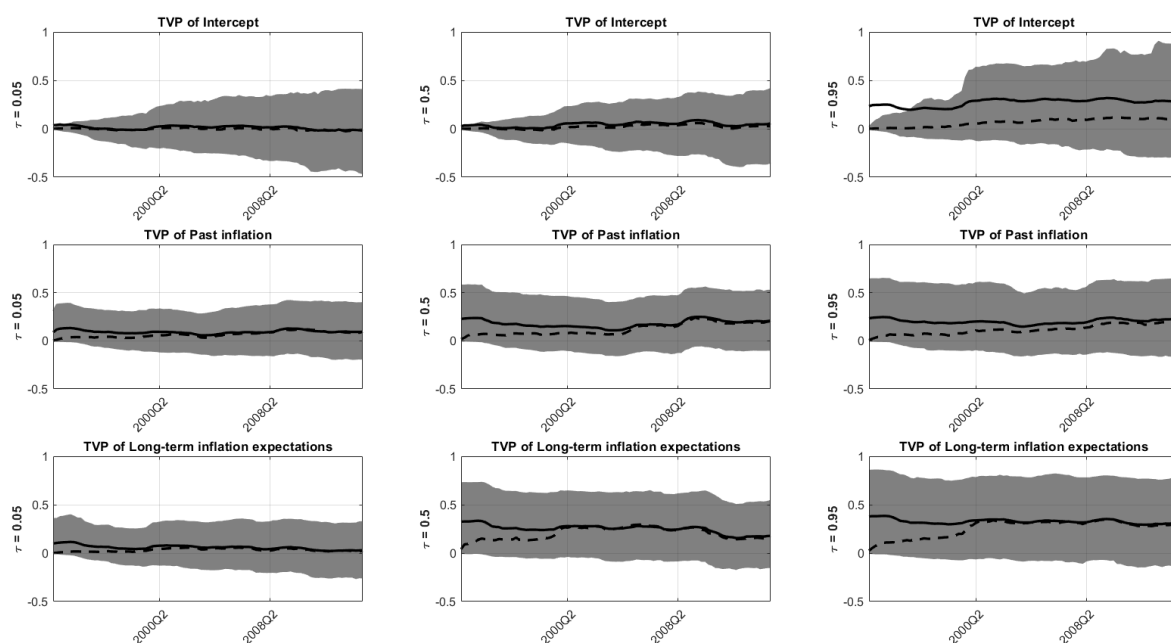 TVP of Intercept
τ = 0.05
1
0.5
0
-0.5
2000Q2
2008Q2
TVP of Intercept
τ = 0.5
1
0.5
0
-0.5
2000Q2
2008Q2
TVP of Intercept
τ = 0.95
1
0.5
0
-0.5
2000Q2
2008Q2
TVP of Past inflation
τ = 0.05
1
0.5
0
-0.5
2000Q2
2008Q2
TVP of Past inflation
τ = 0.5
1
0.5
0
-0.5
2000Q2
2008Q2
TVP of Past inflation
τ = 0.95
1
0.5
0
-0.5
2000Q2
2008Q2
TVP of Long-term inflation expectations
τ = 0.05
1
0.5
0
-0.5
2000Q2
2008Q2
TVP of Long-term inflation expectations
τ = 0.5
1
0.5
0
-0.5
2000Q2
2008Q2
TVP of Long-term inflation expectations
τ = 0.95
1
0.5
0
-0.5
2000Q2
2008Q2